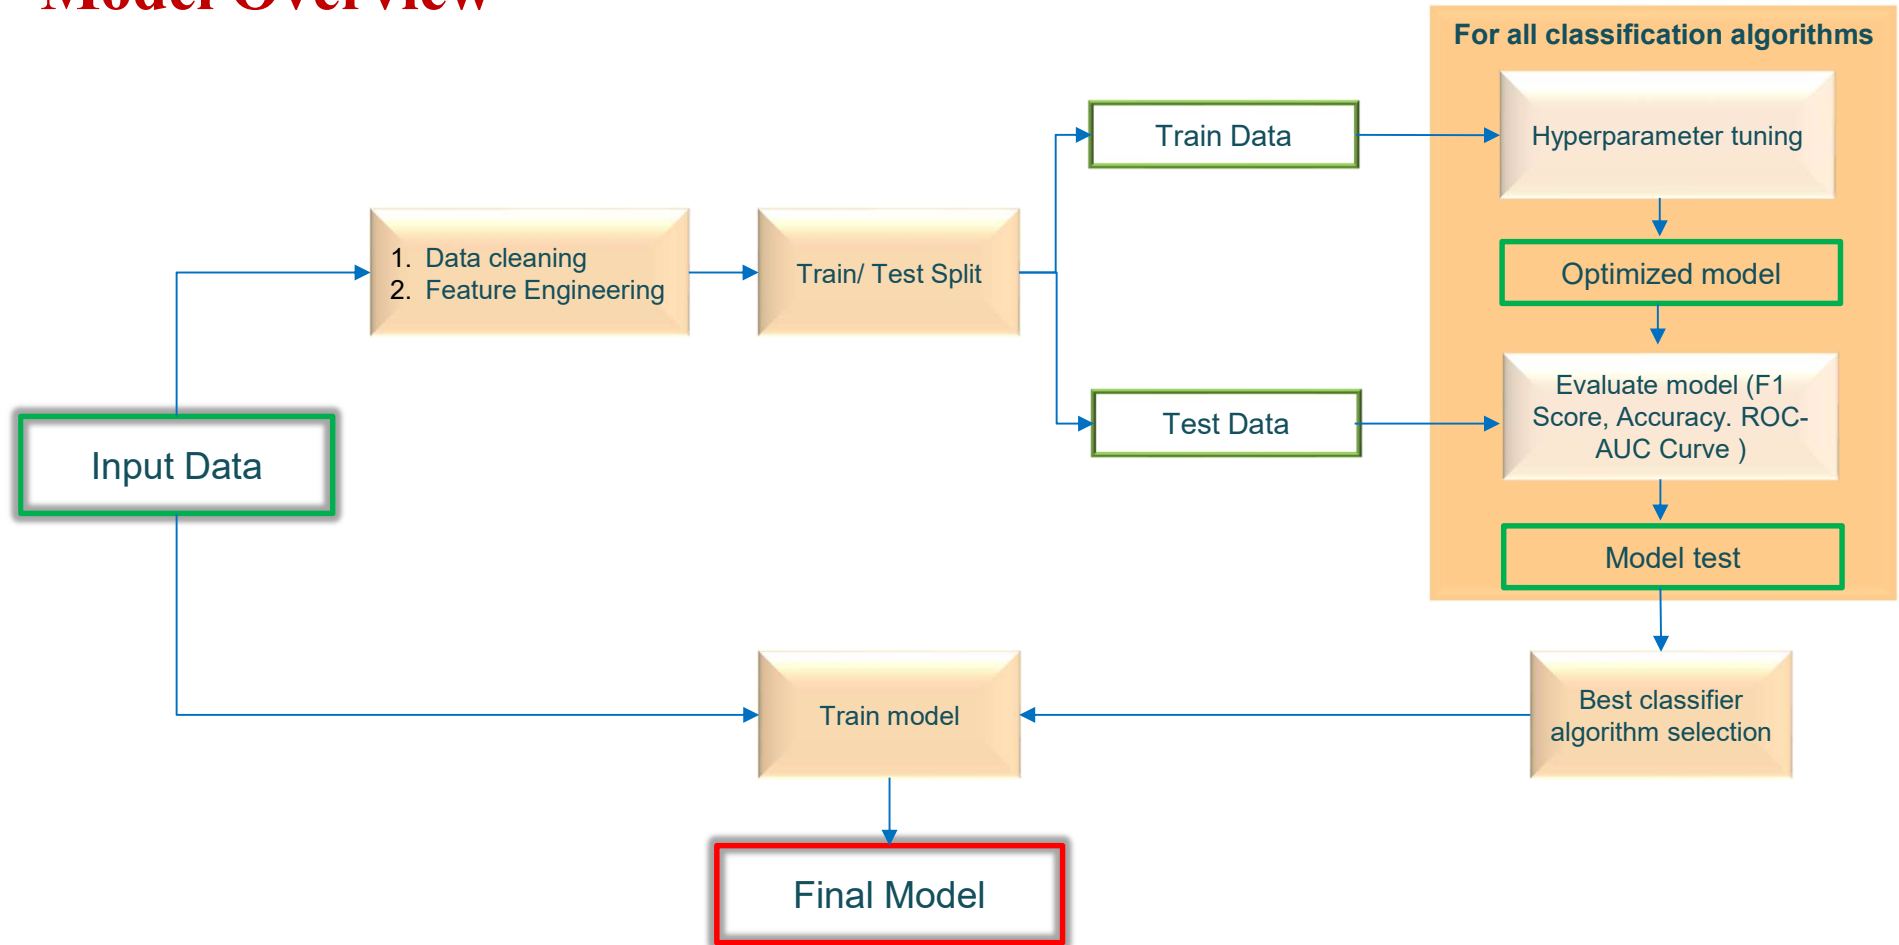 Model Overview
For all classification algorithms
Train Data
Hyperparameter tuning
1. Data cleaning
2. Feature Engineering
Train/ Test Split
Optimized model
Test Data
Evaluate model (F1
Score, Accuracy. ROC-
AUC Curve )
Input Data
Model test
Train model
Best classifier
algorithm selection
Final Model